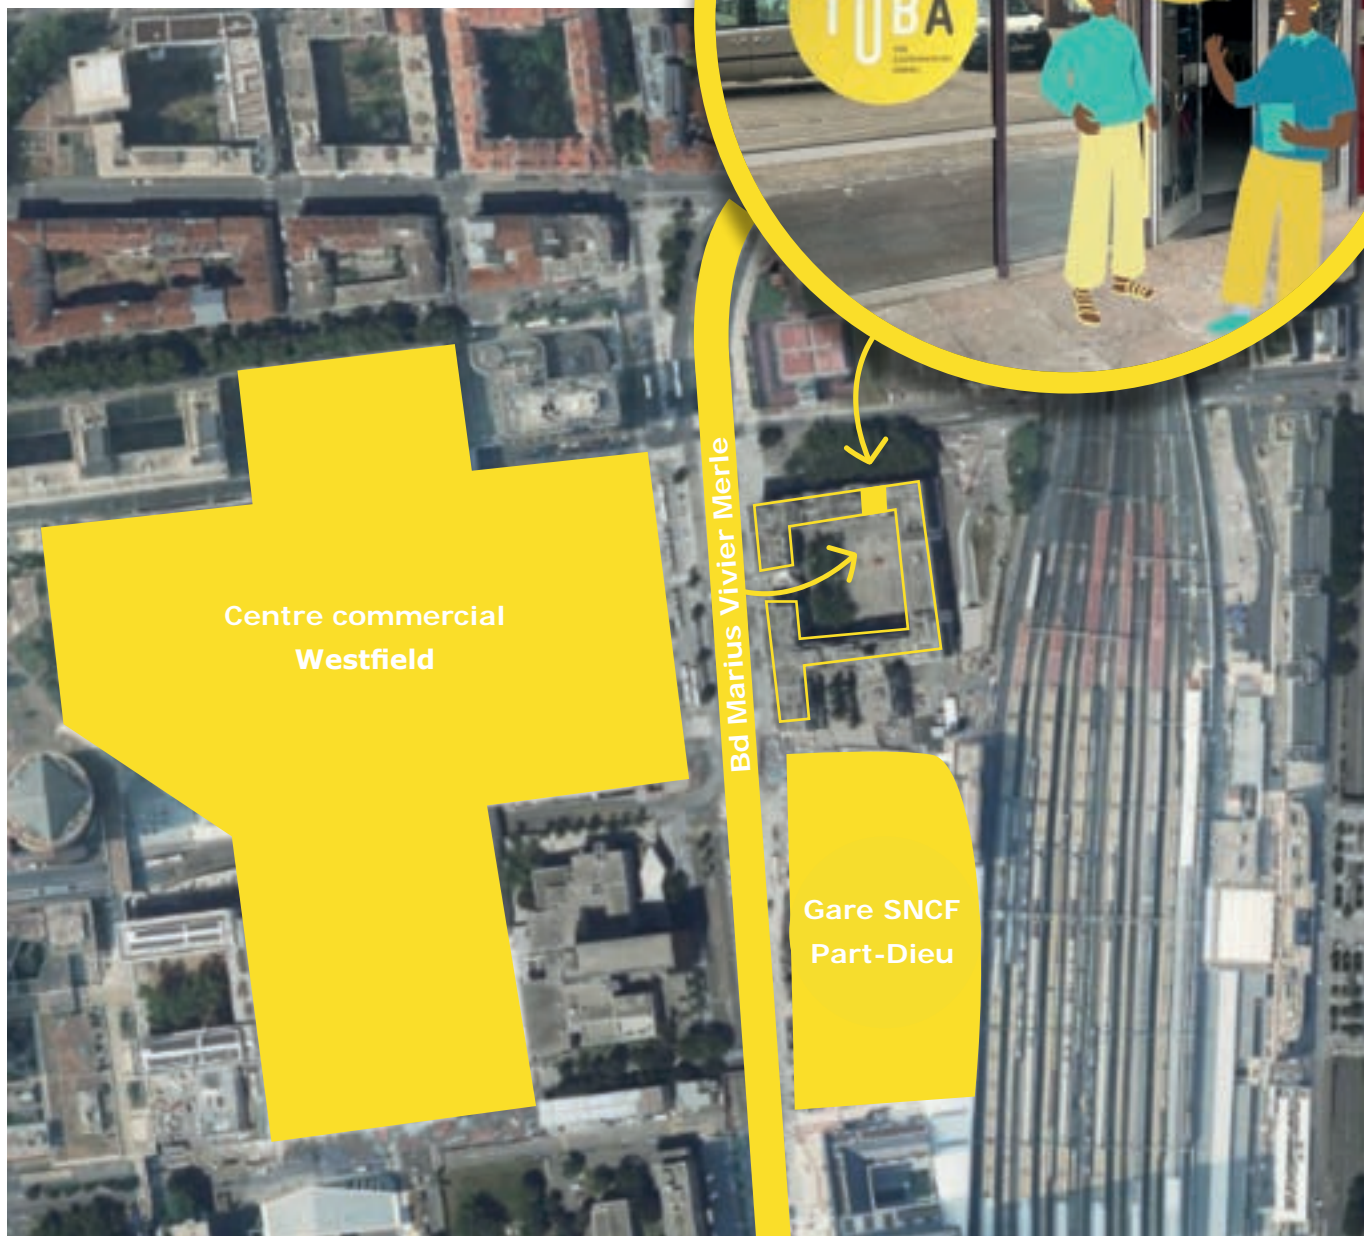 TUBA
Bd Marius Vivier Merle
Centre commercial
Westfield
Gare SNCF
Part-Dieu